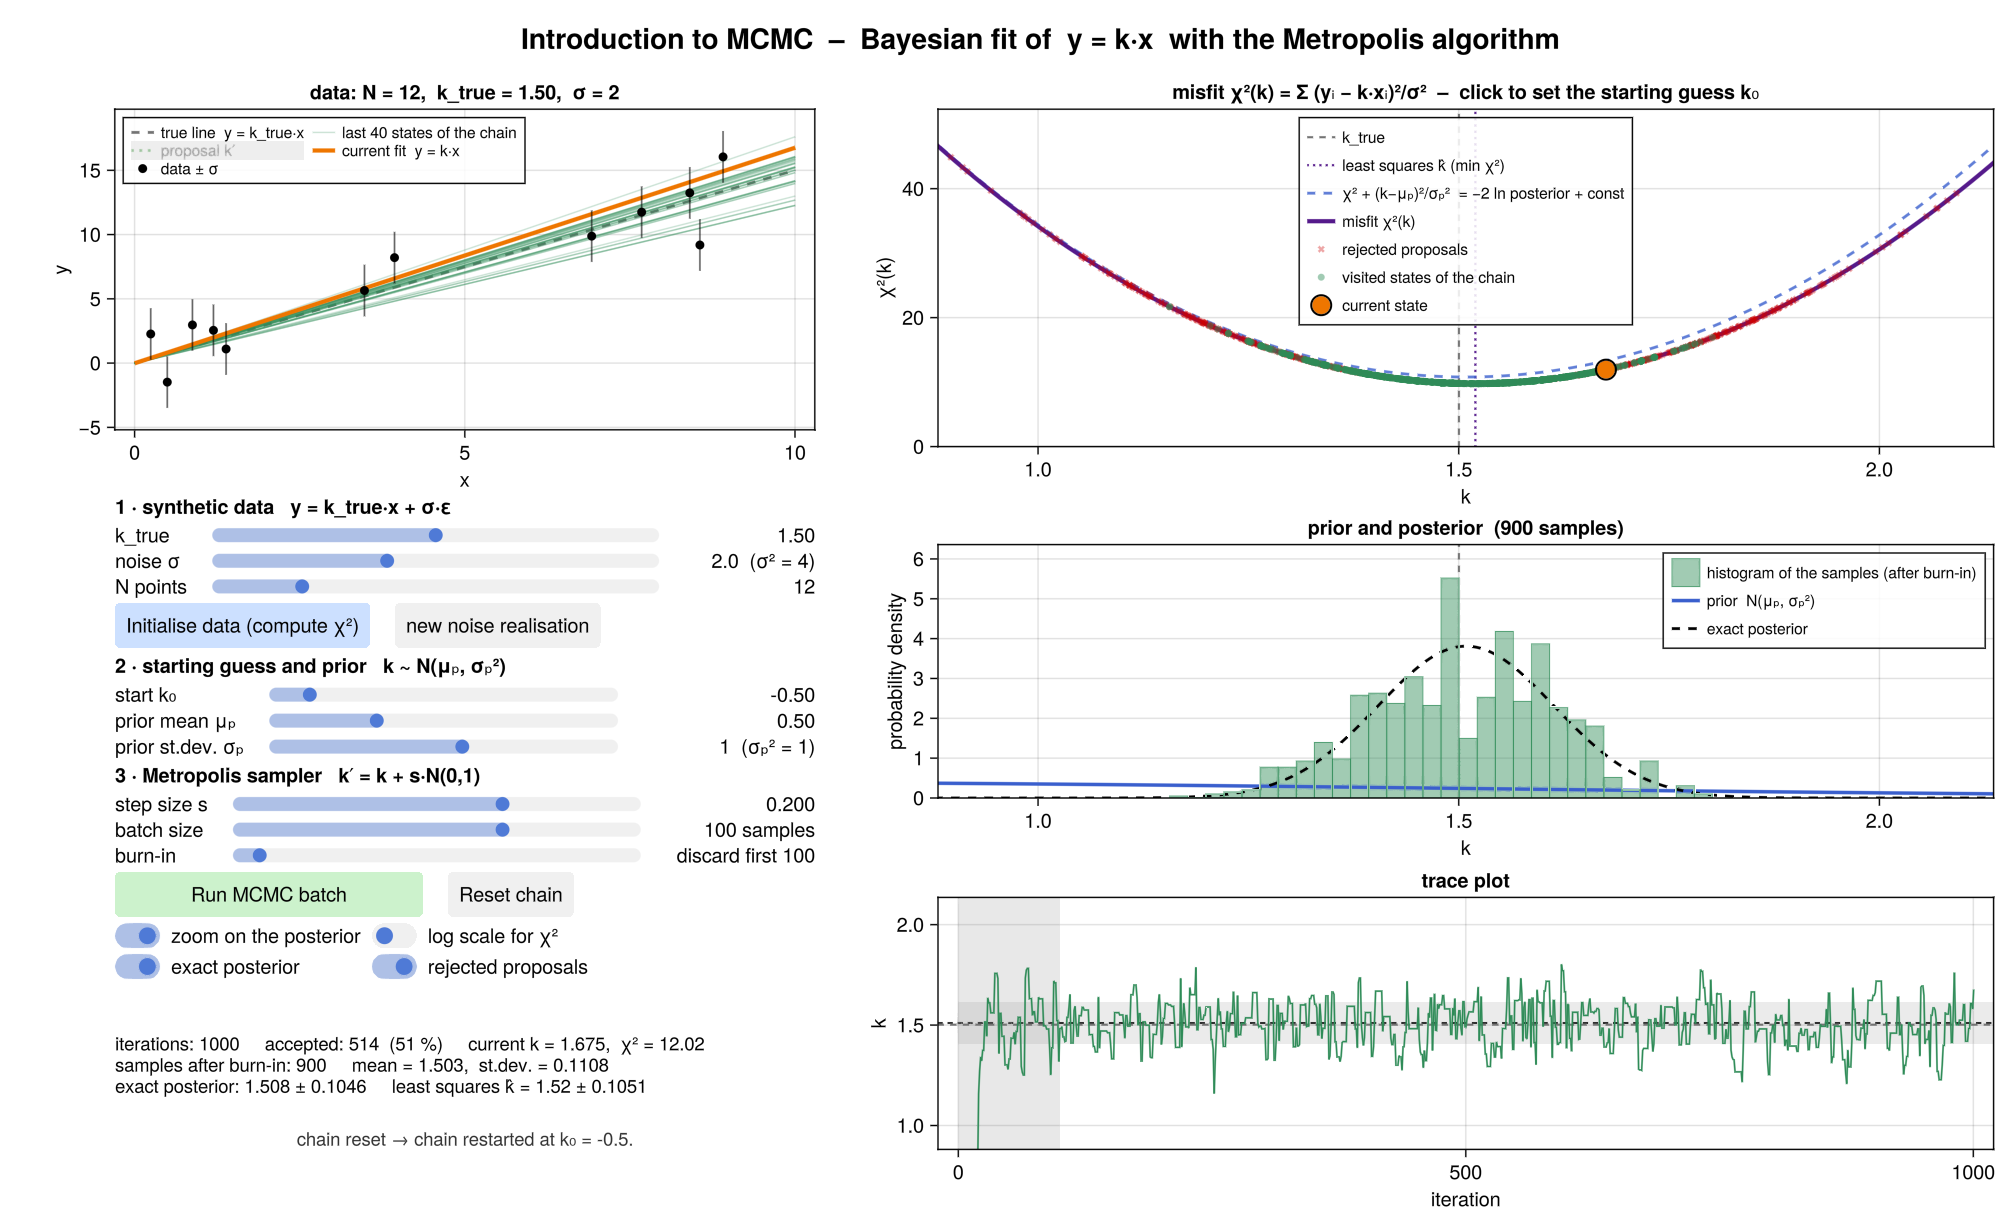 Introduction to MCMC – Bayesian fit of y = k·x with the Metropolis algorithm
data: N = 12, k_true = 1.50, σ = 2
true line y = k_true·x
last 40 states of the chain
proposal k′
current fit y = k·x
data ± σ
15
10
5
0
−5
y
0
5
10
x
1 · synthetic data y = k_true·x + σ·ε
k_true 1.50
noise σ 2.0 (σ² = 4)
N points 12
Initialise data (compute χ²)
new noise realisation
2 · starting guess and prior k ~ N(μₚ, σₚ²)
start k₀ -0.50
prior mean μₚ 0.50
prior st.dev. σₚ 1 (σₚ² = 1)
3 · Metropolis sampler k′ = k + s·N(0,1)
step size s 0.200
batch size 100 samples
burn-in discard first 100
Run MCMC batch
Reset chain
zoom on the posterior
log scale for χ²
exact posterior
rejected proposals
iterations: 1000 accepted: 514 (51 %) current k = 1.675, χ² = 12.02
samples after burn-in: 900 mean = 1.503, st.dev. = 0.1108
exact posterior: 1.508 ± 0.1046 least squares k̂ = 1.52 ± 0.1051
chain reset → chain restarted at k₀ = -0.5.
misfit χ²(k) = Σ (yᵢ − k·xᵢ)²/σ² – click to set the starting guess k₀
k_true
least squares k̂ (min χ²)
χ² + (k−μₚ)²/σₚ² = −2 ln posterior + const
misfit χ²(k)
rejected proposals
visited states of the chain
current state
40
20
0
χ²(k)
1.0
1.5
2.0
k
prior and posterior (900 samples)
histogram of the samples (after burn-in)
prior N(μₚ, σₚ²)
exact posterior
6
5
4
3
2
1
0
probability density
1.0
1.5
2.0
k
trace plot
2.0
1.5
1.0
k
0
500
1000
iteration